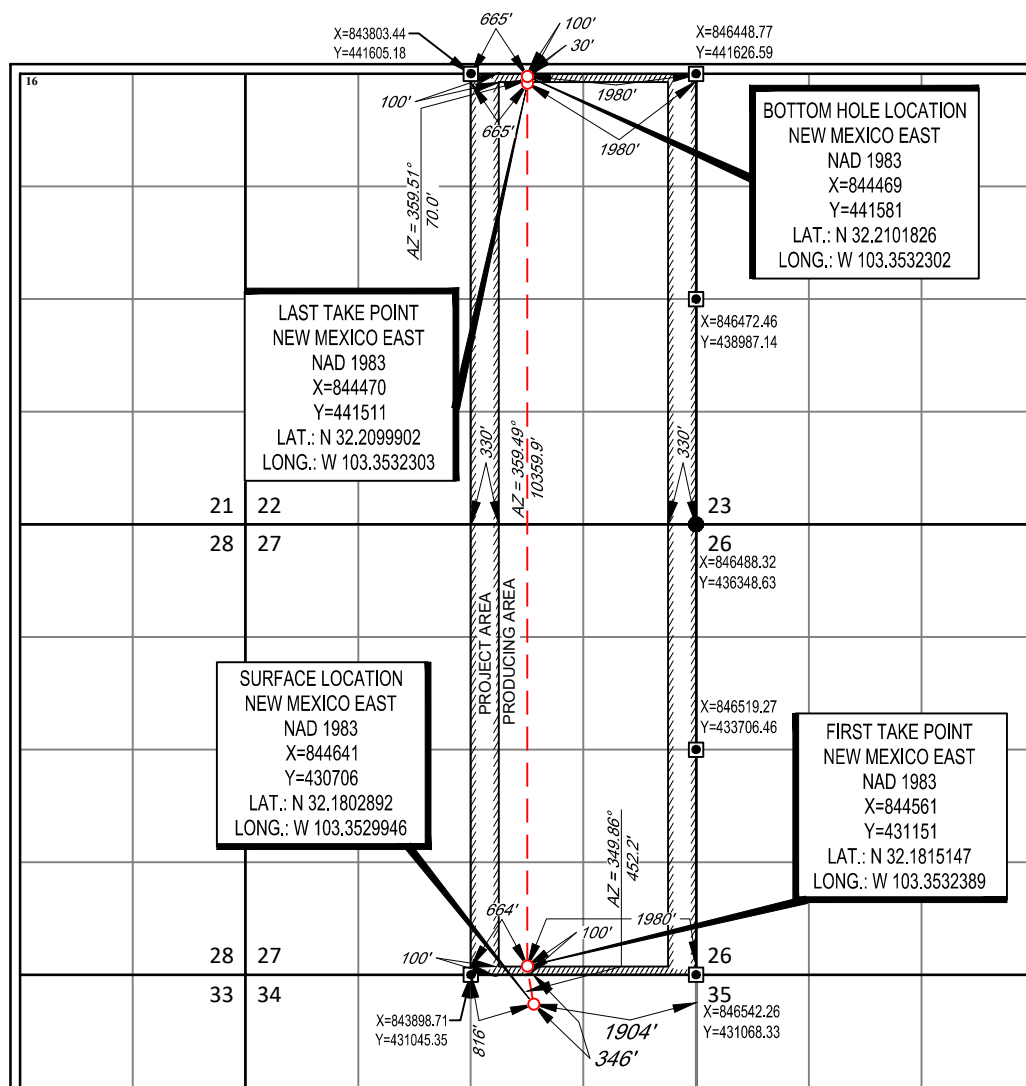 X=843803.44
Y=441605.18
665'
100'
30'
X=846448.77
Y=441626.59
16
100'
665'
1980'
1980'
AZ = 359.51°
70.0'
BOTTOM HOLE LOCATION
NEW MEXICO EAST
NAD 1983
X=844469
Y=441581
LAT.: N 32.2101826
LONG.: W 103.3532302
LAST TAKE POINT
NEW MEXICO EAST
NAD 1983
X=844470
Y=441511
LAT.: N 32.2099902
LONG.: W 103.3532303
X=846472.46
Y=438987.14
330'
AZ = 359.49°
10359.9'
330'
21 22
23
28 27
26
X=846488.32
Y=436348.63
PROJECT AREA
PRODUCING AREA
SURFACE LOCATION
NEW MEXICO EAST
NAD 1983
X=844641
Y=430706
LAT.: N 32.1802892
LONG.: W 103.3529946
X=846519.27
Y=433706.46
FIRST TAKE POINT
NEW MEXICO EAST
NAD 1983
X=844561
Y=431151
LAT.: N 32.1815147
LONG.: W 103.3532389
AZ = 349.86°
452.2'
664'
1980'
100'
100'
28 27
26
33 34
35
X=843898.71
Y=431045.35
816'
1904'
346'
X=846542.26
Y=431068.33